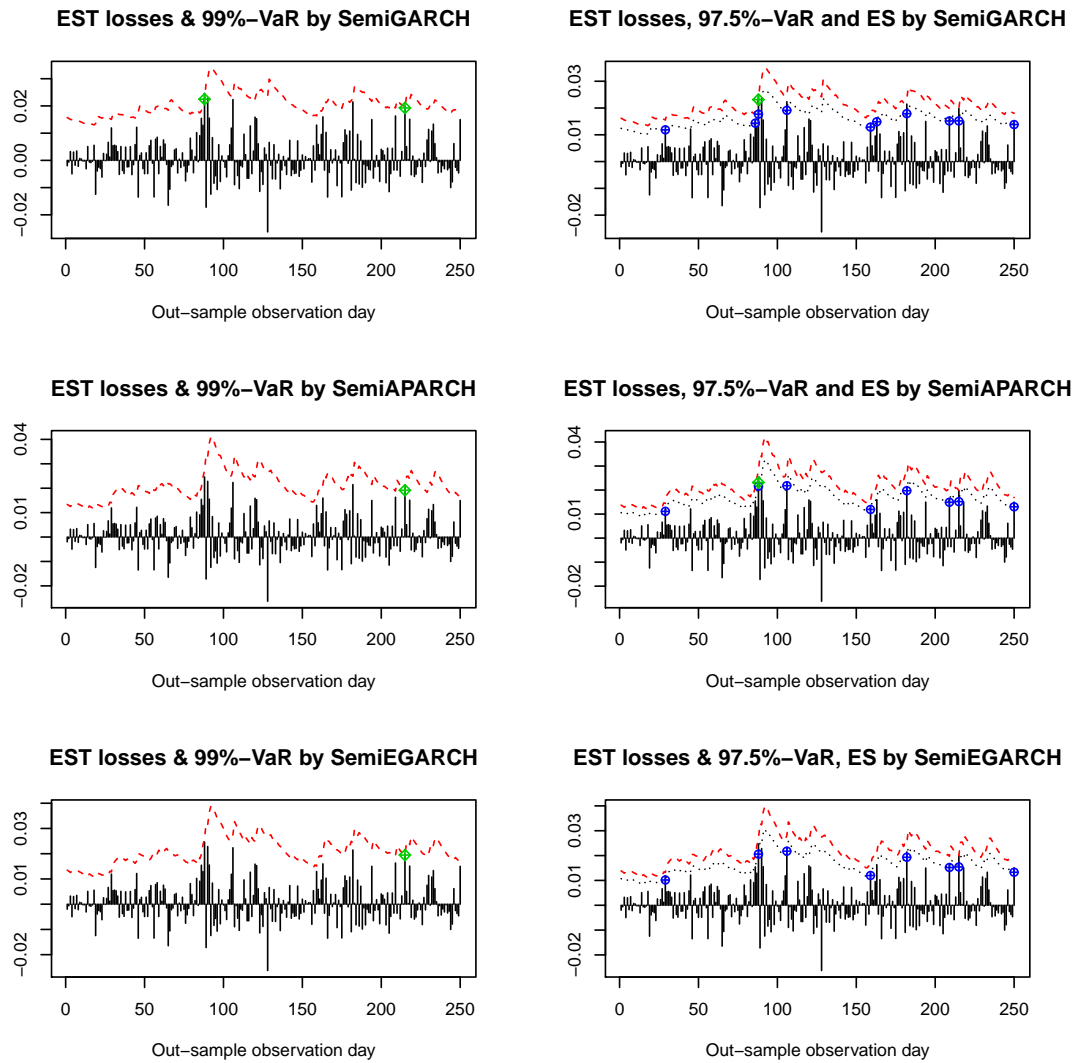 EST losses & 99%−VaR by SemiGARCH
0.02
0.00
−0.02
0 50 100 150 200 250
Out−sample observation day
EST losses, 97.5%−VaR and ES by SemiGARCH
0.03
0.01
−0.02
0 50 100 150 200 250
Out−sample observation day
EST losses & 99%−VaR by SemiAPARCH
0.04
0.01
−0.02
0 50 100 150 200 250
Out−sample observation day
EST losses, 97.5%−VaR and ES by SemiAPARCH
0.04
0.01
−0.02
0 50 100 150 200 250
Out−sample observation day
EST losses & 99%−VaR by SemiEGARCH
0.03
0.01
−0.02
0 50 100 150 200 250
Out−sample observation day
EST losses & 97.5%−VaR, ES by SemiEGARCH
0.03
0.01
−0.02
0 50 100 150 200 250
Out−sample observation day